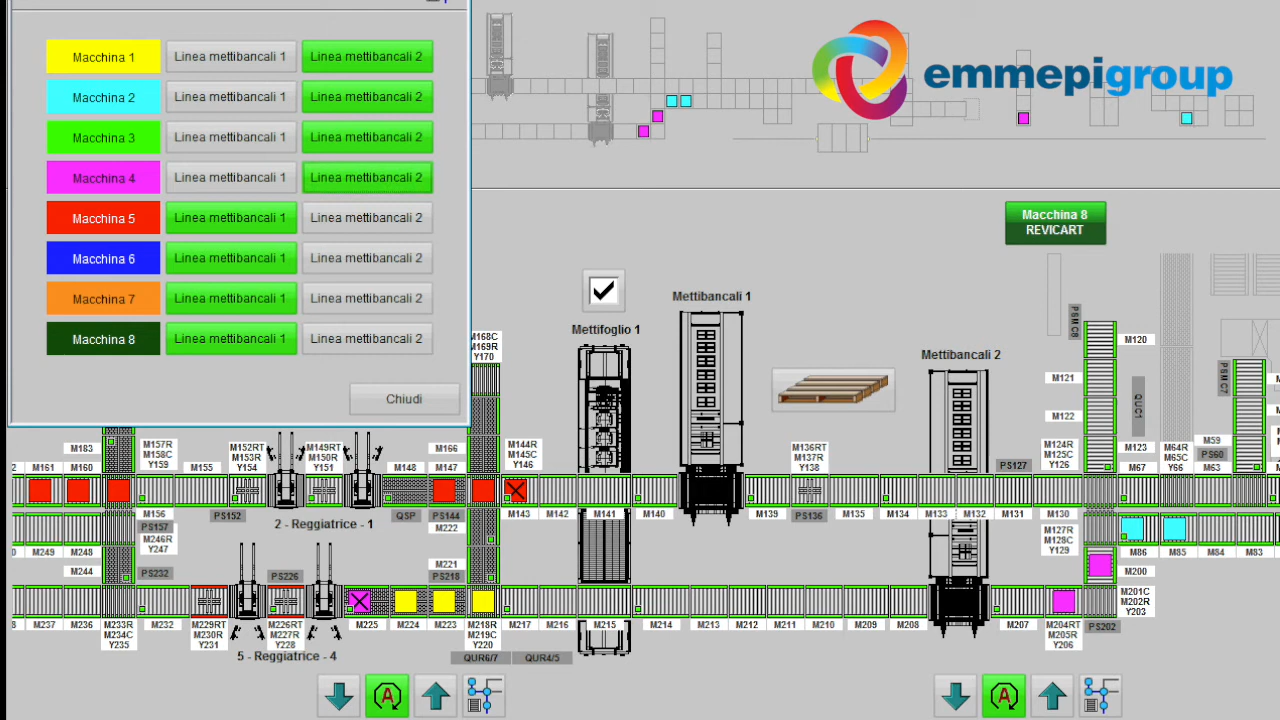 emmepigroup
Macchina 1 Linea mettibancali 1 Linea mettibancali 2
Macchina 2 Linea mettibancali 1 Linea mettibancali 2
Macchina 3 Linea mettibancali 1 Linea mettibancali 2
Macchina 4 Linea mettibancali 1 Linea mettibancali 2
Macchina 5 Linea mettibancali 1 Linea mettibancali 2
Macchina 6 Linea mettibancali 1 Linea mettibancali 2
Macchina 7 Linea mettibancali 1 Linea mettibancali 2
Macchina 8 Linea mettibancali 1 Linea mettibancali 2
Chiudi
Macchina 8
REVICART
Mettifoglio 1
Mettibancali 1
Mettibancali 2
M168C
M169R
Y170
PSMC8
M120
M121
M122
QUC1
PSMC7
M183
M157R
M158C
Y159
M152RT
M153R
Y154
M149RT
M150R
Y151
M166
M144R
M145C
Y146
M136RT
M137R
Y138
PS127
M124R
M125C
Y126
M123
M64R
M65C
Y66
M59
PS60
M161 M160 M155 M148 M147 M67 M63
M156
PS157
M246R
Y247
PS152
QSP
PS144
M222
M143 M141 M140 M139 PS136 M135 M134 M133 M132 M131 M130
2 - Reggiatrice - 1
M127R
M128C
Y129
M249 M248 M86 M85 M84 M83
M244
PS232
PS226
M221
PS218
M200
M201C
M202R
Y203
M237 M236
M233R
M234C
Y235
M232
M229RT
M230R
Y231
M226RT
M227R
Y228
M225 M224 M223
M218R
M219C
Y220
M217 M216 M215 M214 M213 M212 M211 M210 M209 M208 M207
M204RT
M205R
Y206
PS202
5 - Reggiatrice - 4
QUR6/7 QUR4/5
A A